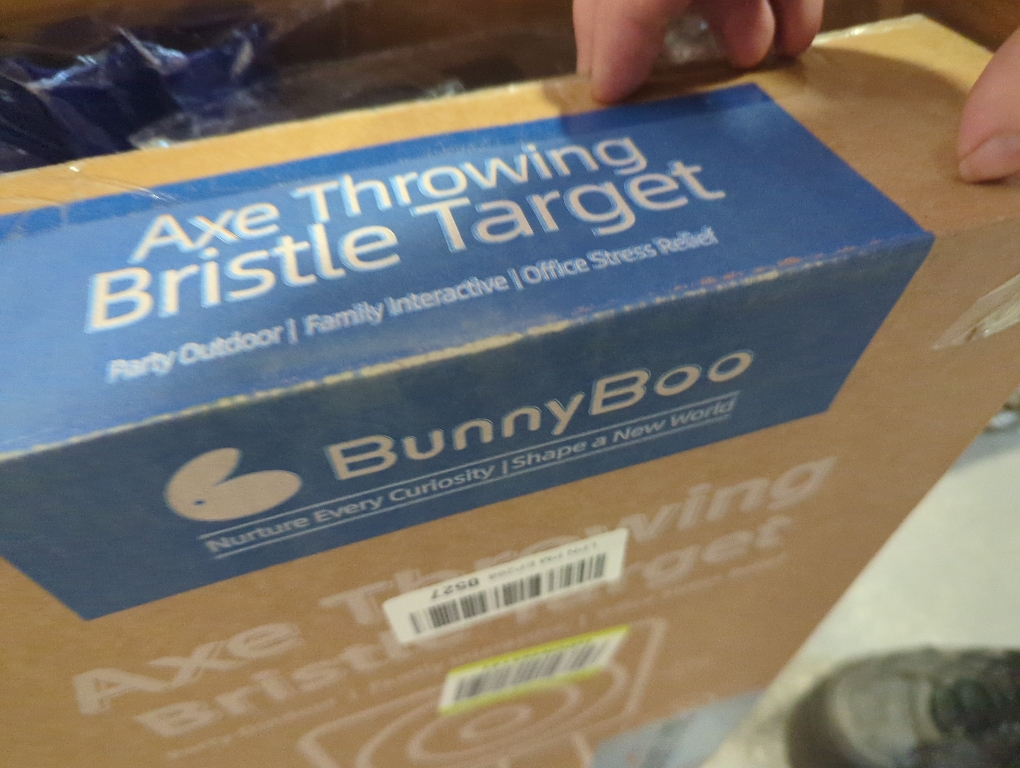 Axe Throwing
Bristle Target
Party Outdoor | Family Interactive | Office Stress Relief
BunnyBoo
Nurture Every Curiosity | Shape a New World
Axe Throwing
Bristle Target
0527